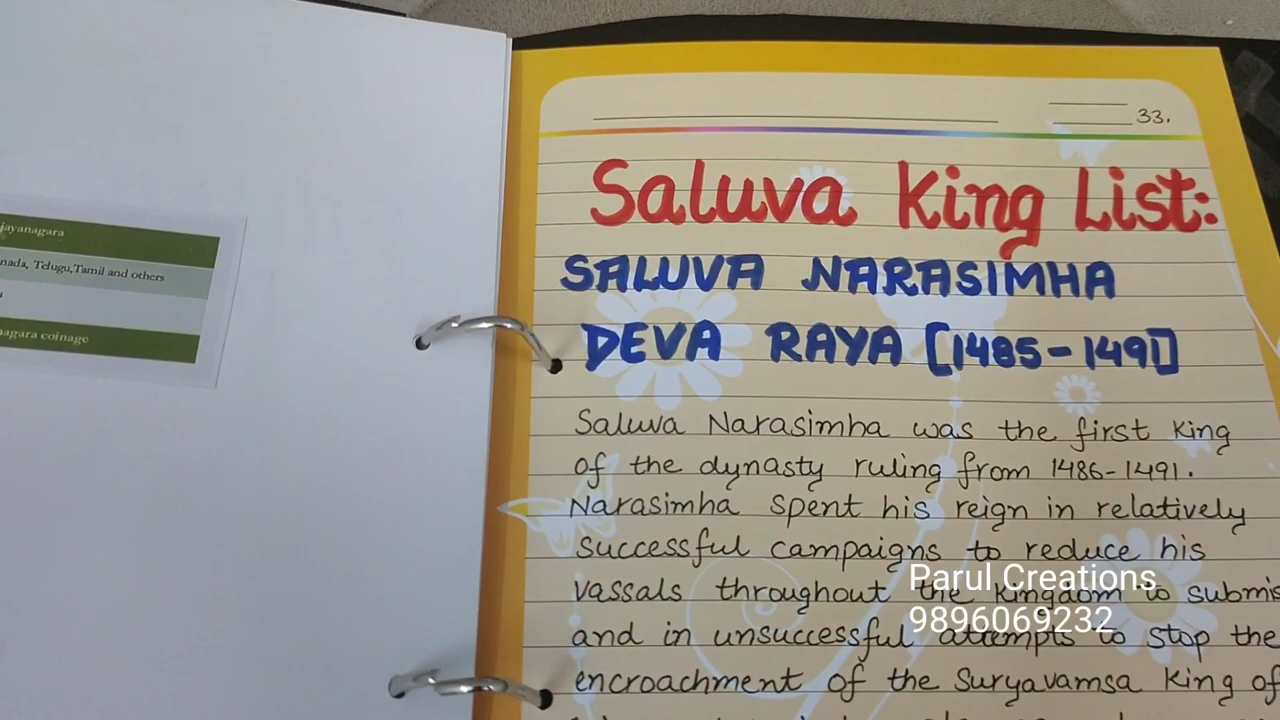 jayanagara
nada, Telugu,Tamil and others
nagara coinage
33.
Saluva King List:
SALUVA NARASIMHA
DEVA RAYA [1485-1491]
Saluva Narasimha was the first King
of the dynasty ruling from 1486-1491.
Narasimha spent his reign in relatively
successful campaigns to reduce his
vassals throughout the kingdom to submis
and in unsuccessful attempts to stop the
encroachment of the Suryavamsa King of
Parul Creations
9896069232